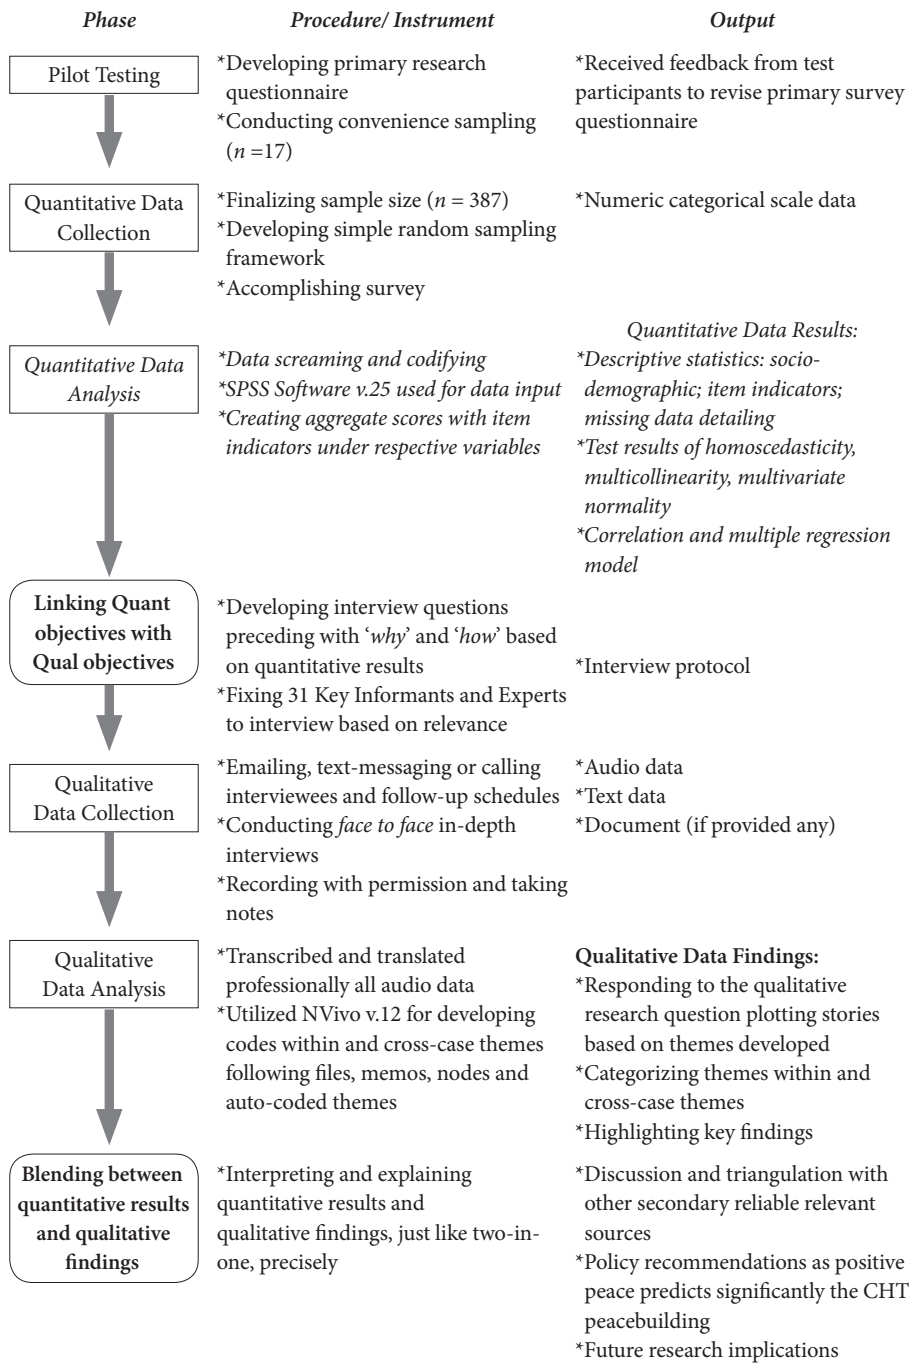 Phase
Procedure/ Instrument
Output
Pilot Testing
*Developing primary research
questionnaire
*Conducting convenience sampling
(n =17)
*Received feedback from test
participants to revise primary survey
questionnaire
Quantitative Data
Collection
*Finalizing sample size (n = 387)
*Developing simple random sampling
framework
*Accomplishing survey
*Numeric categorical scale data
Quantitative Data
Analysis
*Data screaming and codifying
*SPSS Software v.25 used for data input
*Creating aggregate scores with item
indicators under respective variables
Quantitative Data Results:
*Descriptive statistics: socio-
demographic; item indicators;
missing data detailing
*Test results of homoscedasticity,
multicollinearity, multivariate
normality
*Correlation and multiple regression
model
Linking Quant
objectives with
Qual objectives
*Developing interview questions
preceding with ‘why’ and ‘how’ based
on quantitative results
*Fixing 31 Key Informants and Experts
to interview based on relevance
*Interview protocol
Qualitative
Data Collection
*Emailing, text-messaging or calling
interviewees and follow-up schedules
*Conducting face to face in-depth
interviews
*Recording with permission and taking
notes
*Audio data
*Text data
*Document (if provided any)
Qualitative
Data Analysis
*Transcribed and translated
professionally all audio data
*Utilized NVivo v.12 for developing
codes within and cross-case themes
following files, memos, nodes and
auto-coded themes
Qualitative Data Findings:
*Responding to the qualitative
research question plotting stories
based on themes developed
*Categorizing themes within and
cross-case themes
*Highlighting key findings
Blending between
quantitative results
and qualitative
findings
*Interpreting and explaining
quantitative results and
qualitative findings, just like two-in-
one, precisely
*Discussion and triangulation with
other secondary reliable relevant
sources
*Policy recommendations as positive
peace predicts significantly the CHT
peacebuilding
*Future research implications